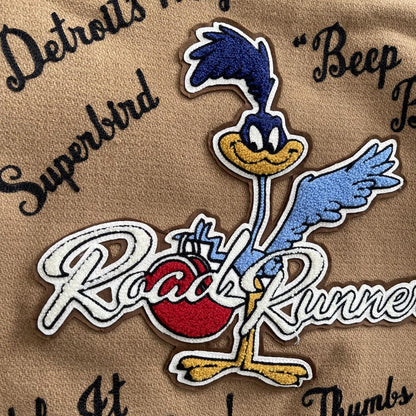 Detroit's
"Beep
Superbird
Road Runner
It
Thumbs